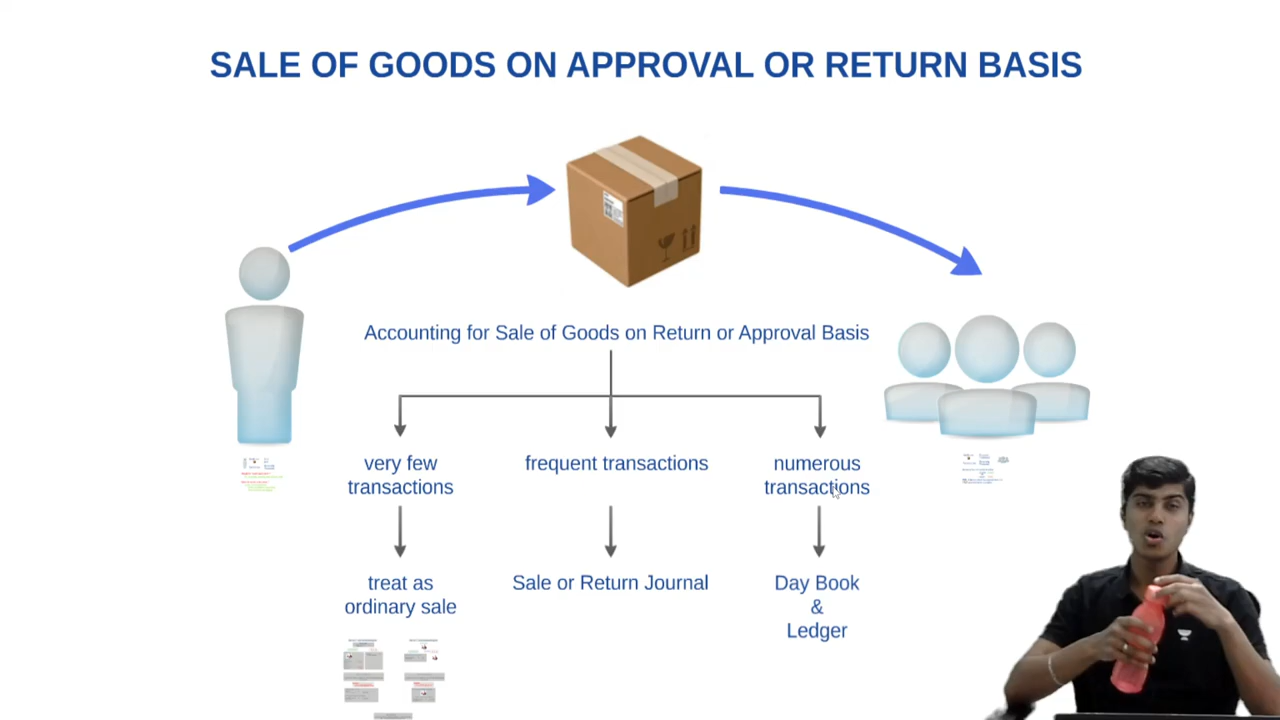 SALE OF GOODS ON APPROVAL OR RETURN BASIS
Accounting for Sale of Goods on Return or Approval Basis
very few
transactions
frequent transactions
numerous
transactions
treat as
ordinary sale
Sale or Return Journal
Day Book
&
Ledger